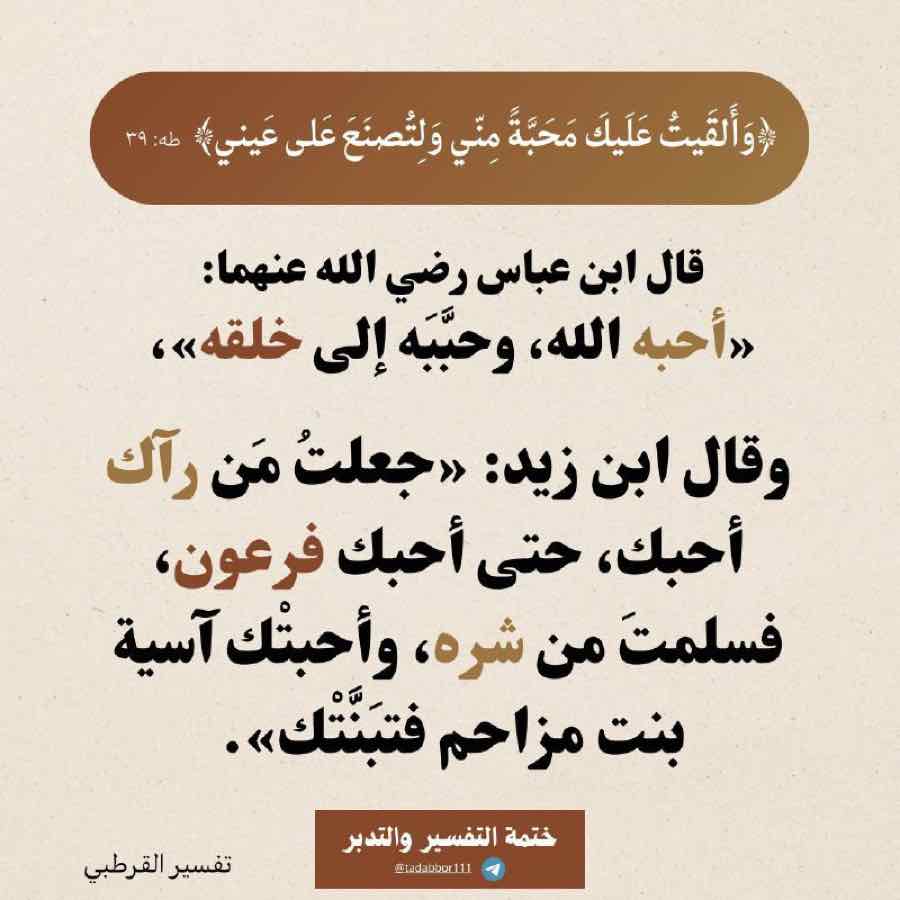 ﴿وَأَلقَيتُ عَلَيكَ مَحَبَّةً مِنّي وَلِتُصنَعَ عَلى عَيني﴾ طه: ٣٩
قال ابن عباس رضي الله عنهما:
«أحبه الله، وحبَّبَه إلى خلقه»،
وقال ابن زيد: «جعلتُ مَن رآك
أحبك، حتى أحبك فرعون،
فسلمتَ من شره، وأحبتْك آسية
بنت مزاحم فتبَنَّتْك».
ختمة التفسير والتدبر
@tadabbor111
تفسير القرطبي